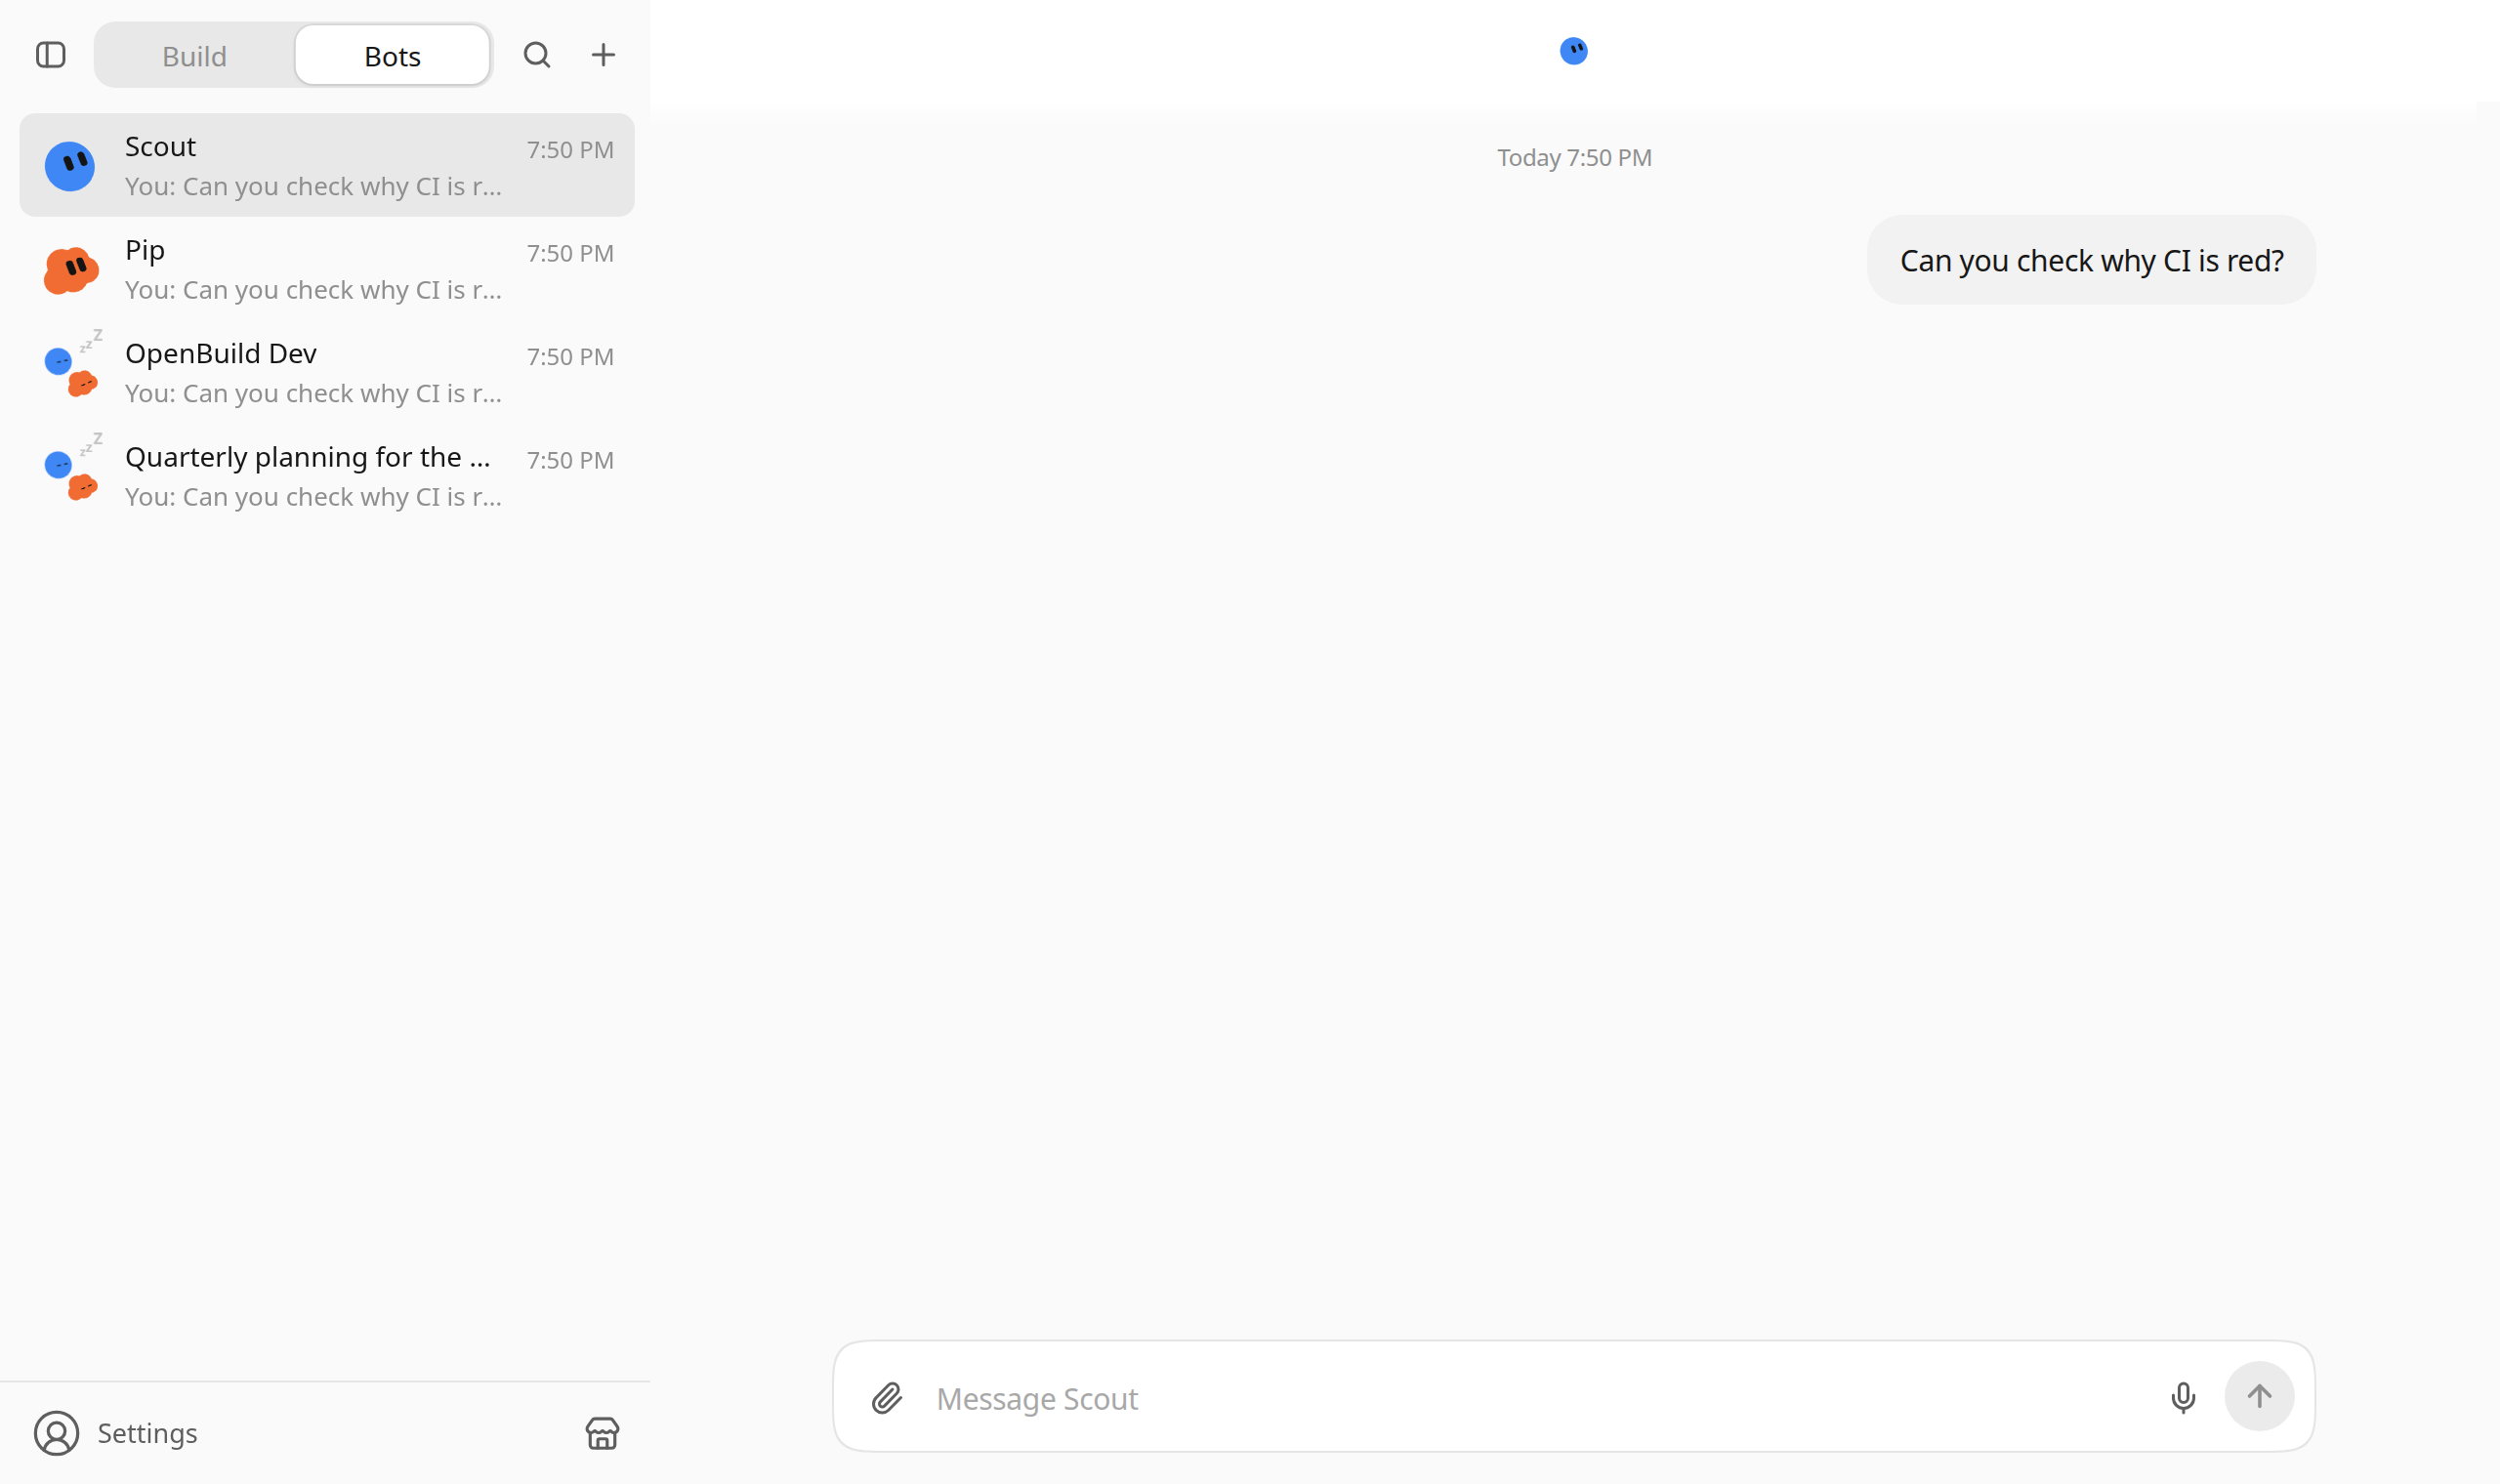 Build
Bots
Scout
7:50 PM
You: Can you check why CI is r...
Pip
7:50 PM
You: Can you check why CI is r...
z z Z
OpenBuild Dev
7:50 PM
You: Can you check why CI is r...
z z Z
Quarterly planning for the ...
7:50 PM
You: Can you check why CI is r...
Settings
Today 7:50 PM
Can you check why CI is red?
Message Scout